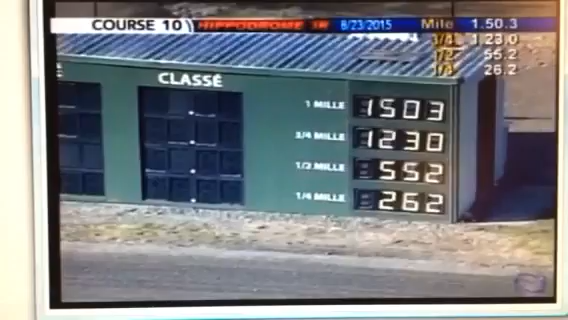 COURSE 10 HIPPODROME 3R 8/23/2015 Mile 1.50.3
3/4 1.23.0
1/2 55.2
1/4 26.2
CLASSÉ
1 MILLE 1503
3/4 MILLE 1230
1/2 MILLE 552
1/4 MILLE 262